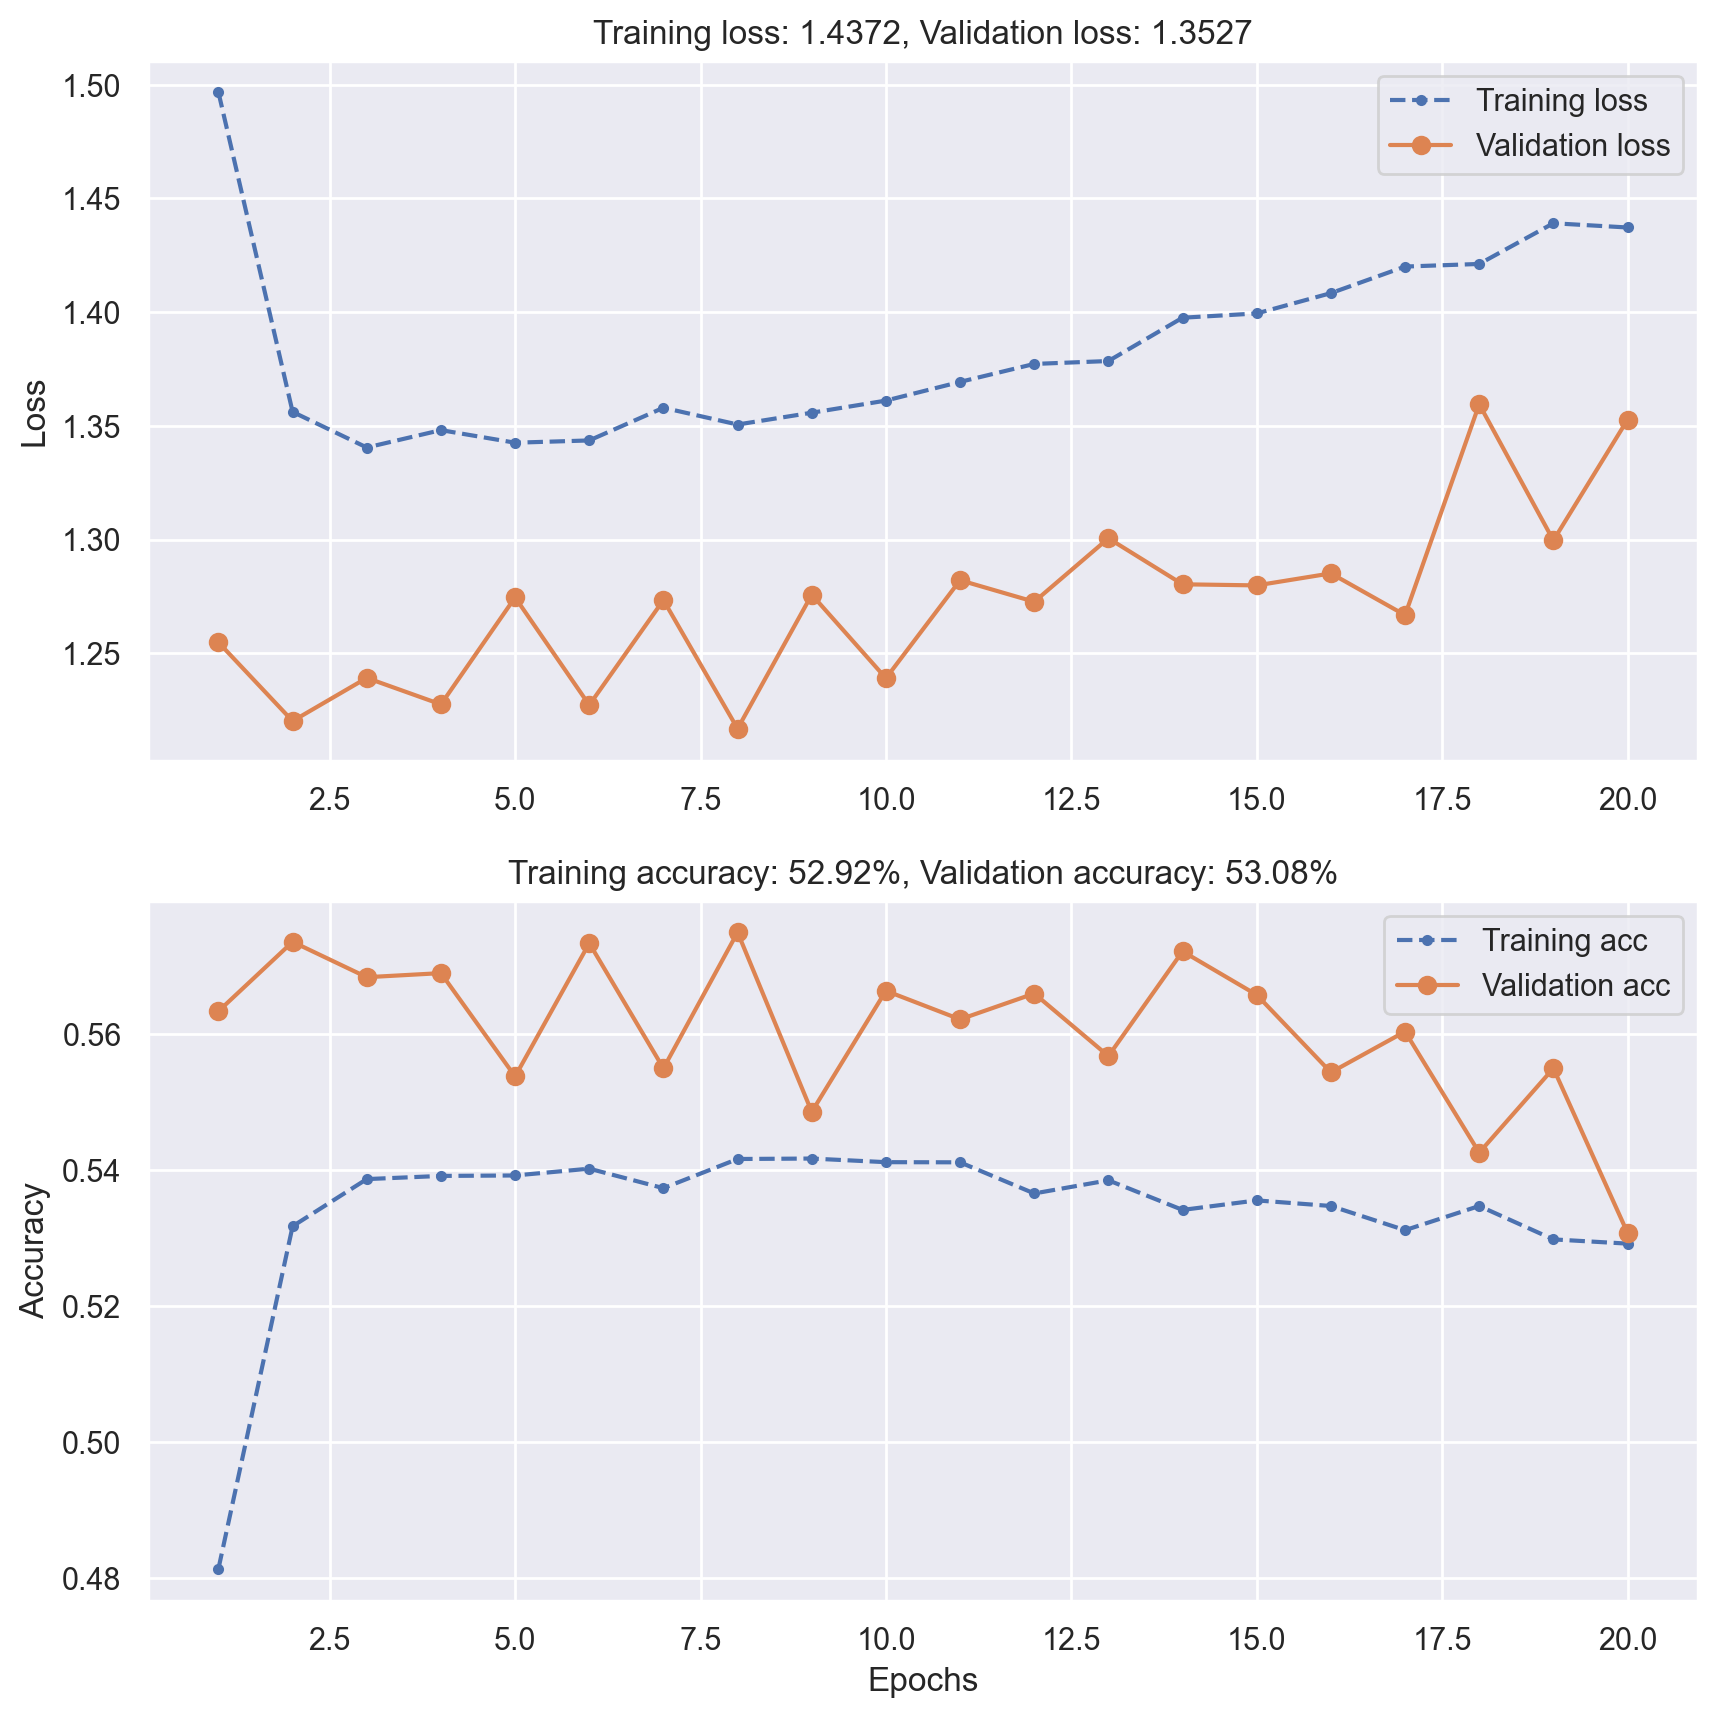 Training loss: 1.4372, Validation loss: 1.3527
1.50
1.45
1.40
1.35
1.30
1.25
Loss
Training loss
Validation loss
2.5 5.0 7.5 10.0 12.5 15.0 17.5 20.0
Training accuracy: 52.92%, Validation accuracy: 53.08%
0.56
0.54
0.52
0.50
0.48
Accuracy
Training acc
Validation acc
2.5 5.0 7.5 10.0 12.5 15.0 17.5 20.0
Epochs